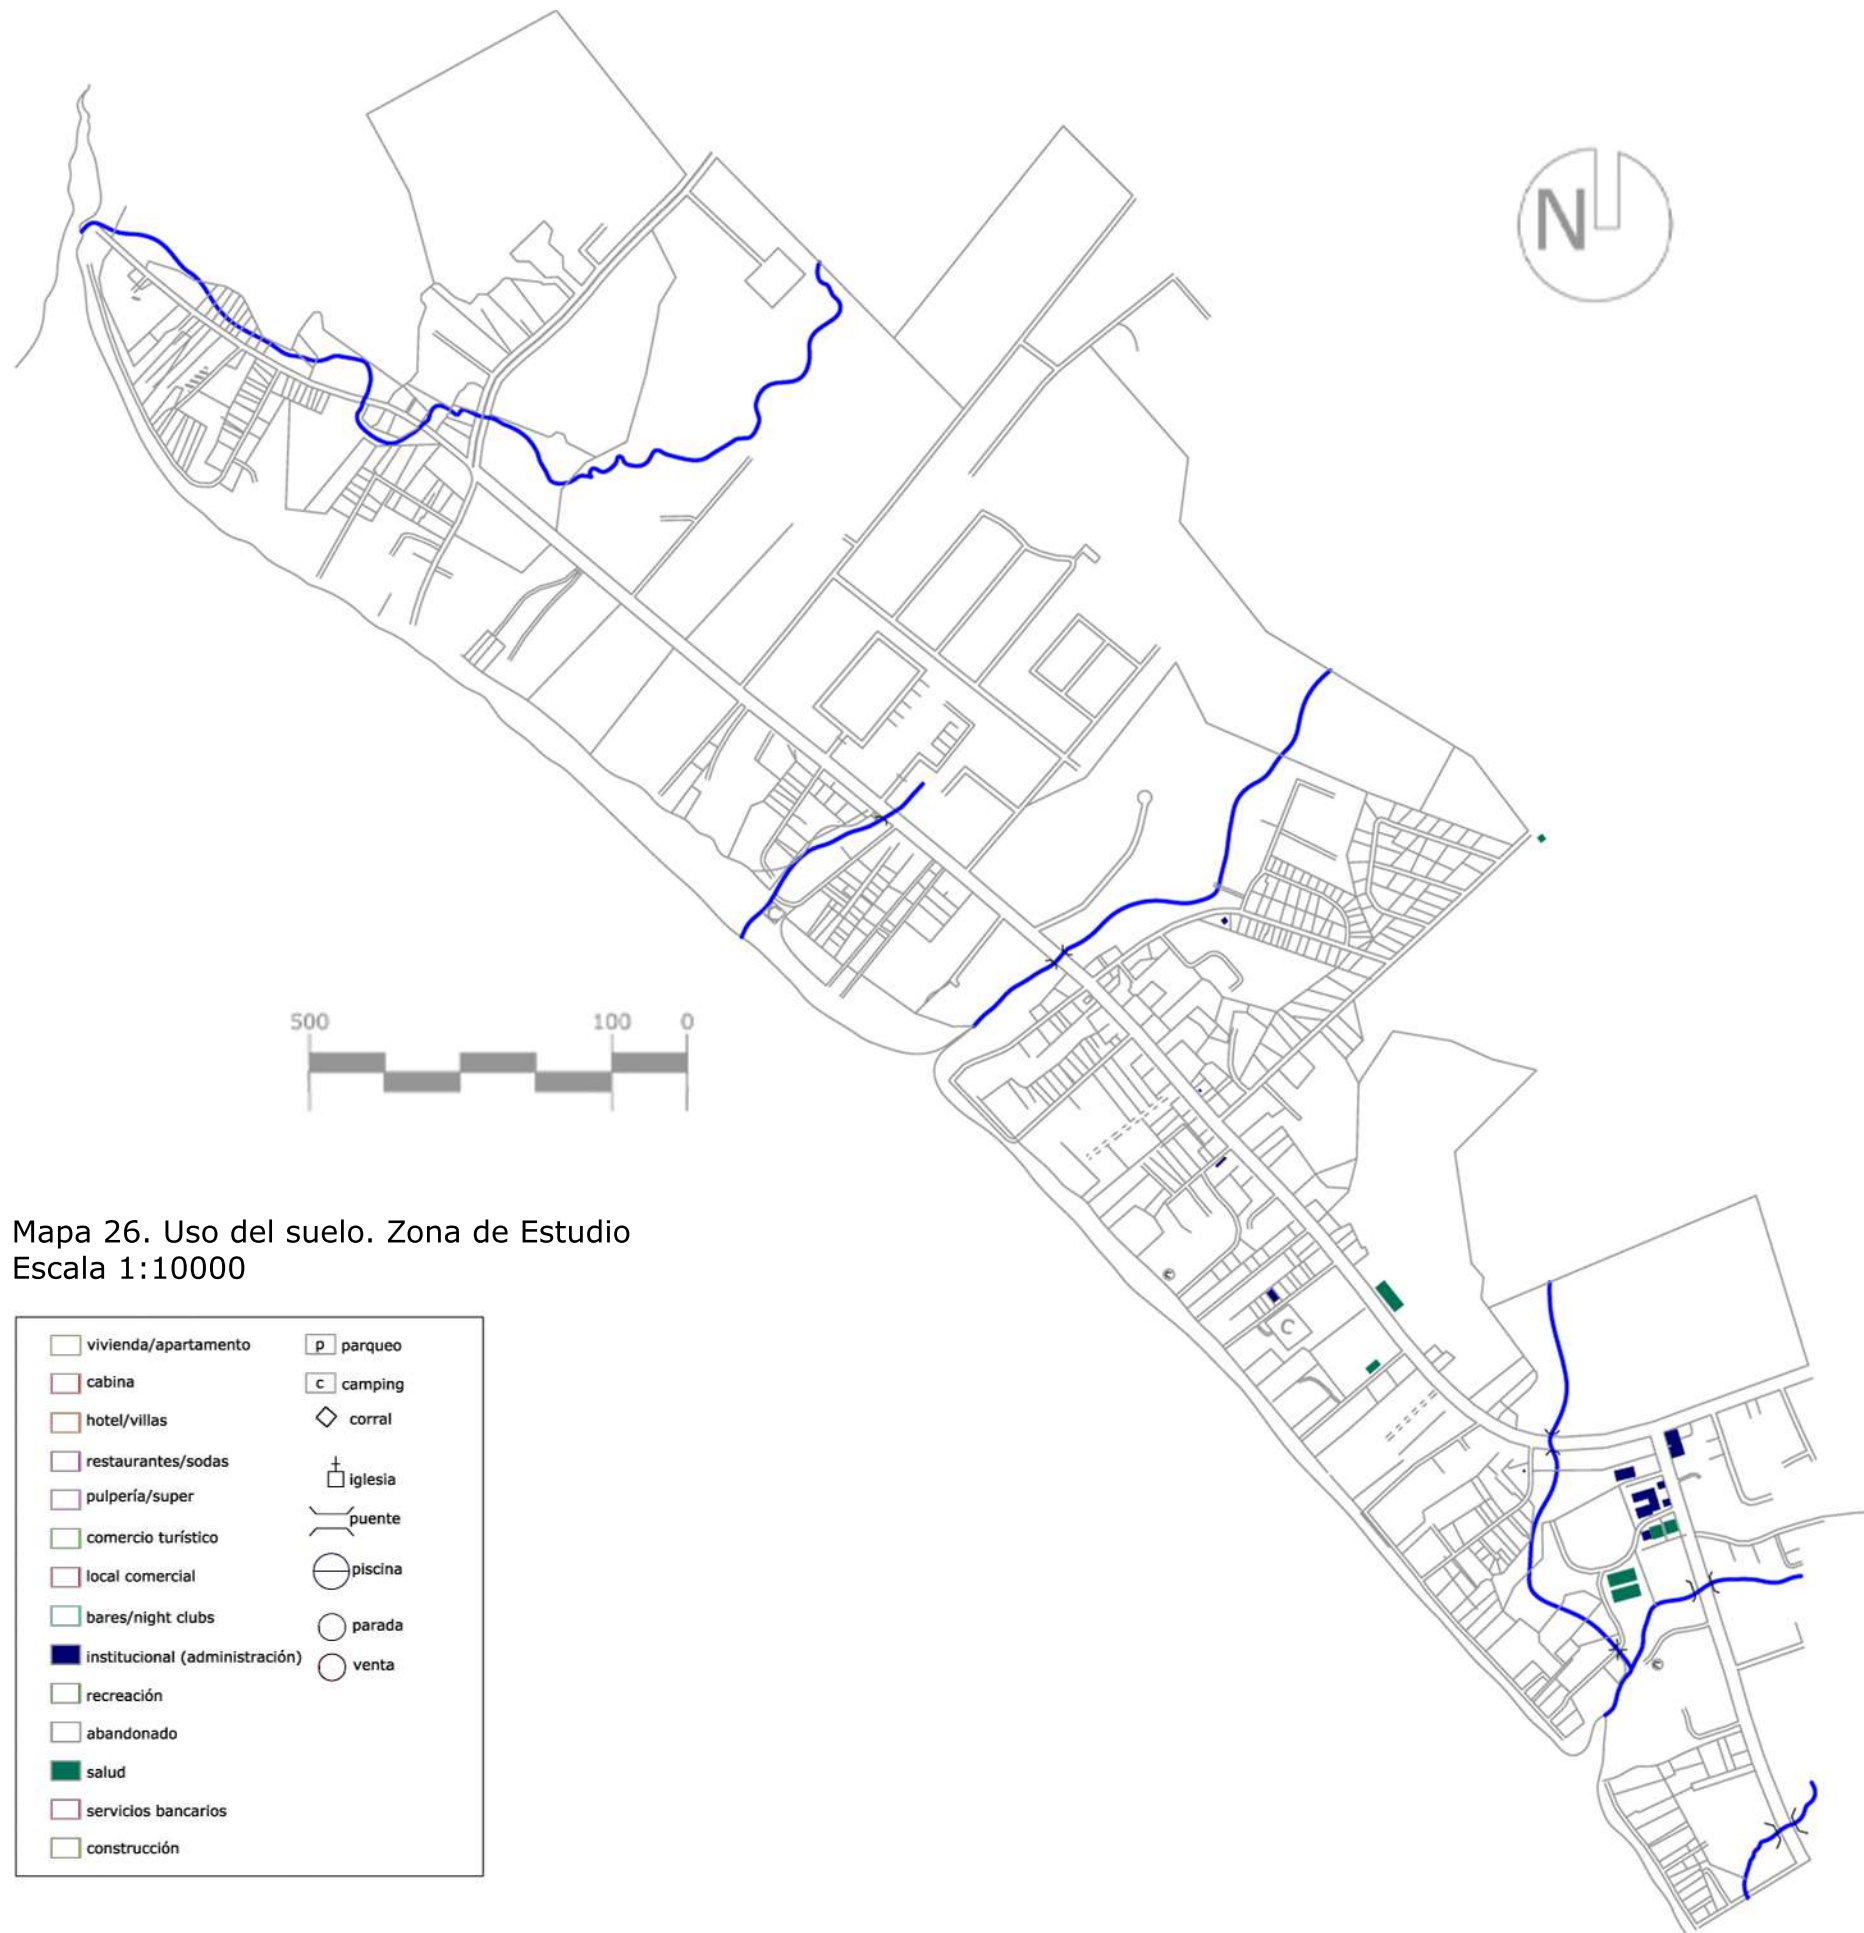 N
500 100 0
C
Mapa 26. Uso del suelo. Zona de Estudio
Escala 1:10000
vivienda/apartamento
cabina
hotel/villas
restaurantes/sodas
pulpería/super
comercio turístico
local comercial
bares/night clubs
institucional (administración)
recreación
abandonado
salud
servicios bancarios
construcción
p parqueo
c camping
corral
iglesia
puente
piscina
parada
venta